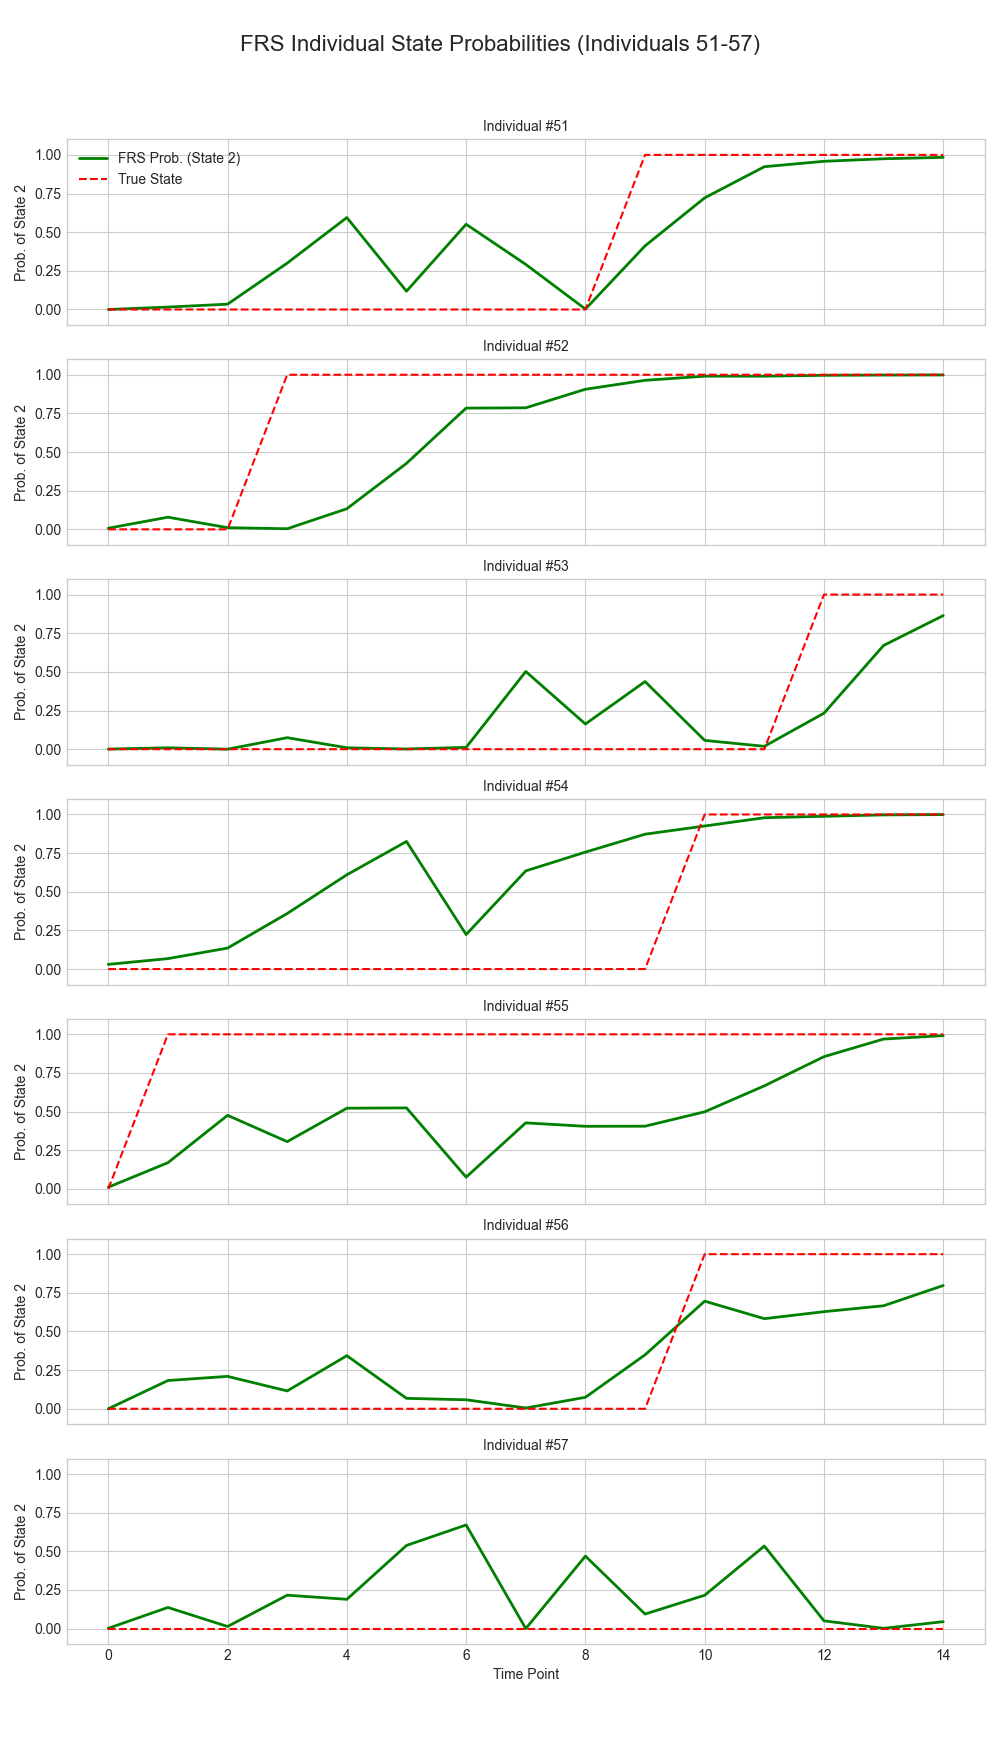 FRS Individual State Probabilities (Individuals 51-57)
Individual #51
FRS Prob. (State 2)
True State
Prob. of State 2
1.00
0.75
0.50
0.25
0.00
Individual #52
Prob. of State 2
1.00
0.75
0.50
0.25
0.00
Individual #53
Prob. of State 2
1.00
0.75
0.50
0.25
0.00
Individual #54
Prob. of State 2
1.00
0.75
0.50
0.25
0.00
Individual #55
Prob. of State 2
1.00
0.75
0.50
0.25
0.00
Individual #56
Prob. of State 2
1.00
0.75
0.50
0.25
0.00
Individual #57
Prob. of State 2
1.00
0.75
0.50
0.25
0.00
0 2 4 6 8 10 12 14
Time Point